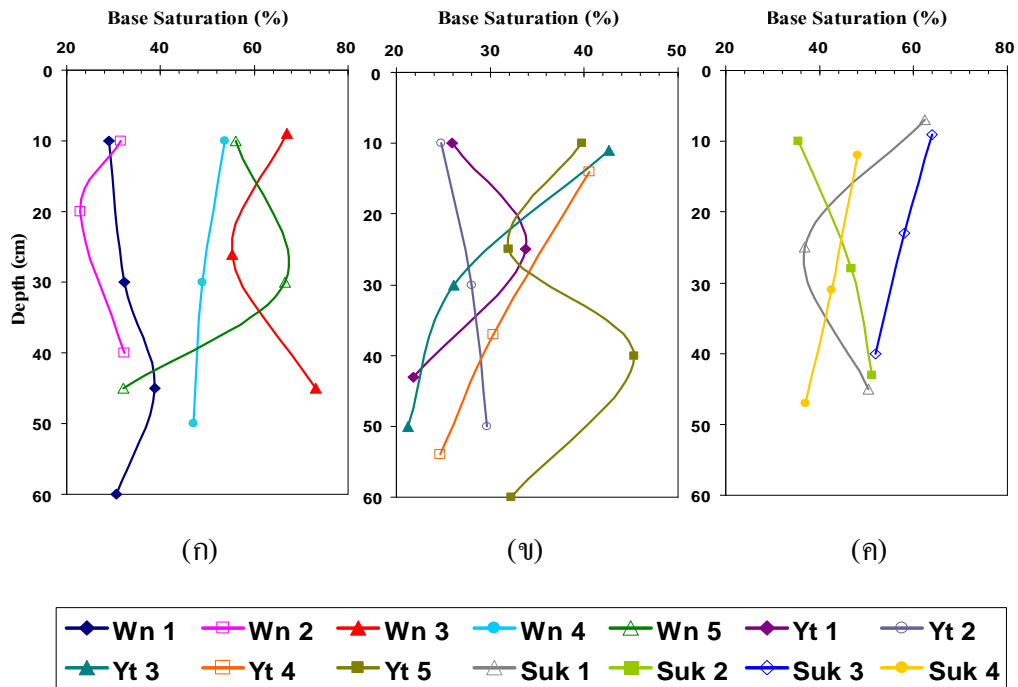 Base Saturation (%) Base Saturation (%) Base Saturation (%)
20 40 60 80 20 30 40 50 20 40 60 80
0 0 0
10 10 10
20 20 20
30 30 30
40 40 40
50 50 50
60 60 60
Depth (cm)
(ก) (ข) (ค)
Wn 1 Wn 2 Wn 3 Wn 4 Wn 5 Yt 1 Yt 2
Yt 3 Yt 4 Yt 5 Suk 1 Suk 2 Suk 3 Suk 4